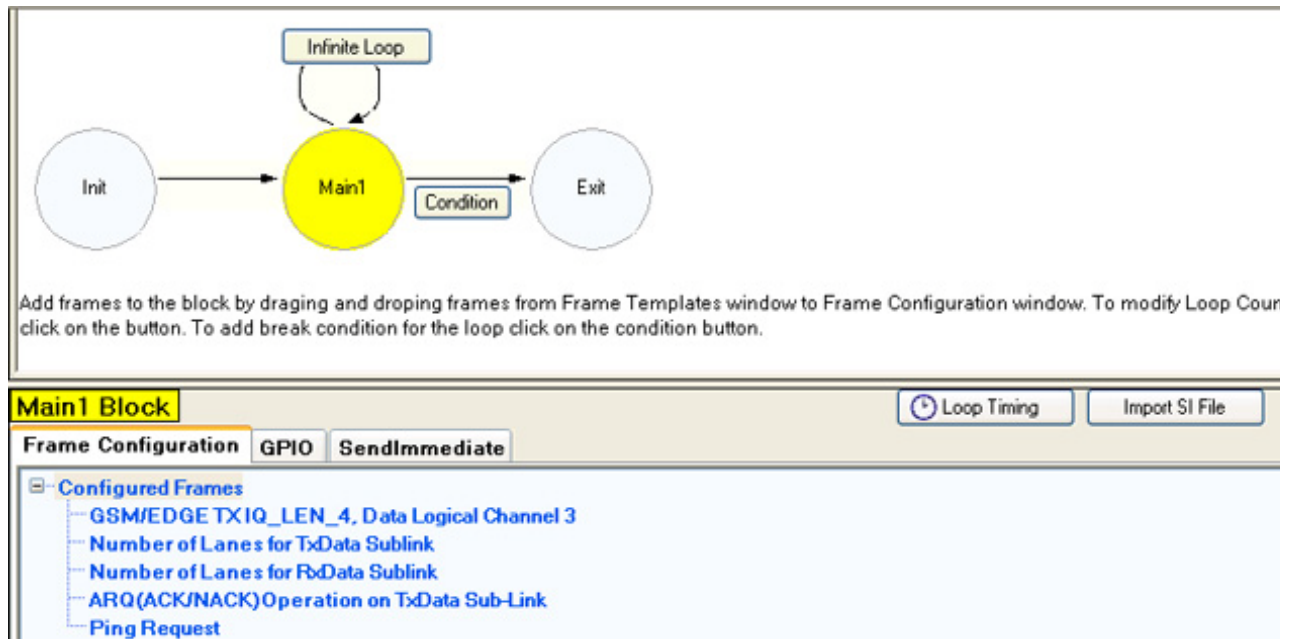 Infinite Loop
Init
Main1
Condition
Exit
Add frames to the block by draging and droping frames from Frame Templates window to Frame Configuration window. To modify Loop Coun
click on the button. To add break condition for the loop click on the condition button.
Main1 Block
Loop Timing
Import SI File
Frame Configuration
GPIO
SendImmediate
Configured Frames
GSM/EDGE TX IQ_LEN_4, Data Logical Channel 3
Number of Lanes for TxData Sublink
Number of Lanes for RxData Sublink
ARQ(ACK/NACK)Operation on TxData Sub-Link
Ping Request